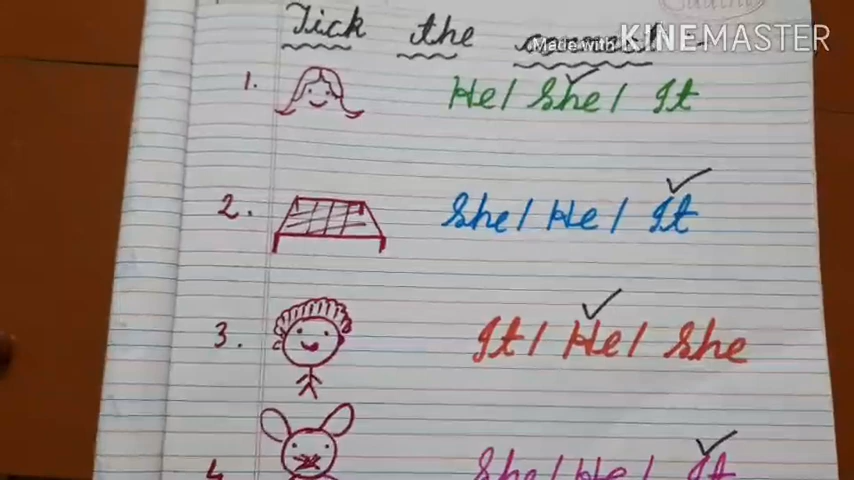 Tick the
Made with KINEMASTER
1. He/ She/ It
2. She/ He/ It
3. It/ He/ She
4. She/ He/ It